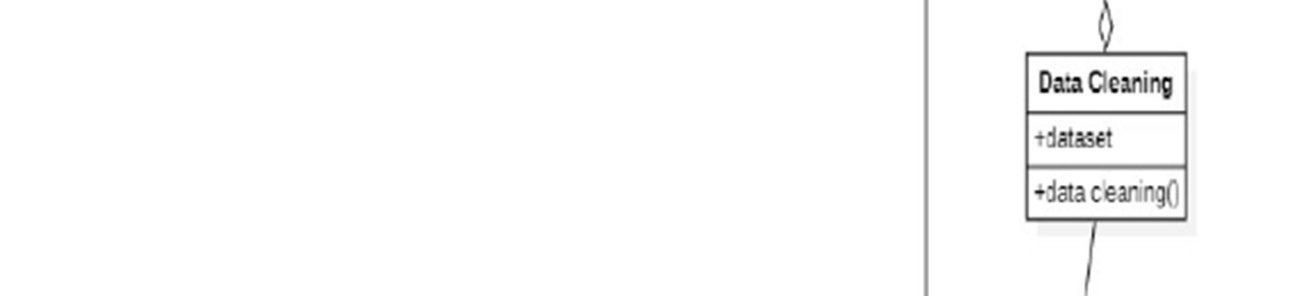 Data Cleaning
+dataset
+data cleaning()